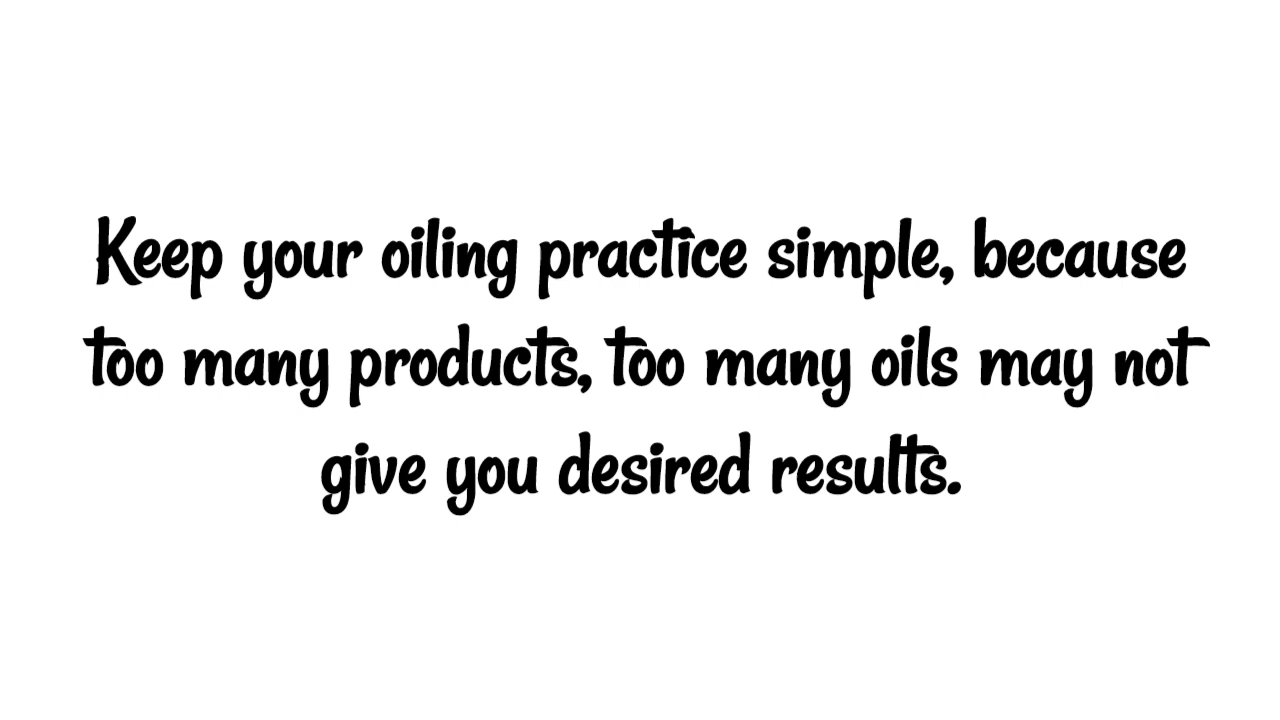 Keep your oiling practice simple, because
too many products, too many oils may not
give you desired results.